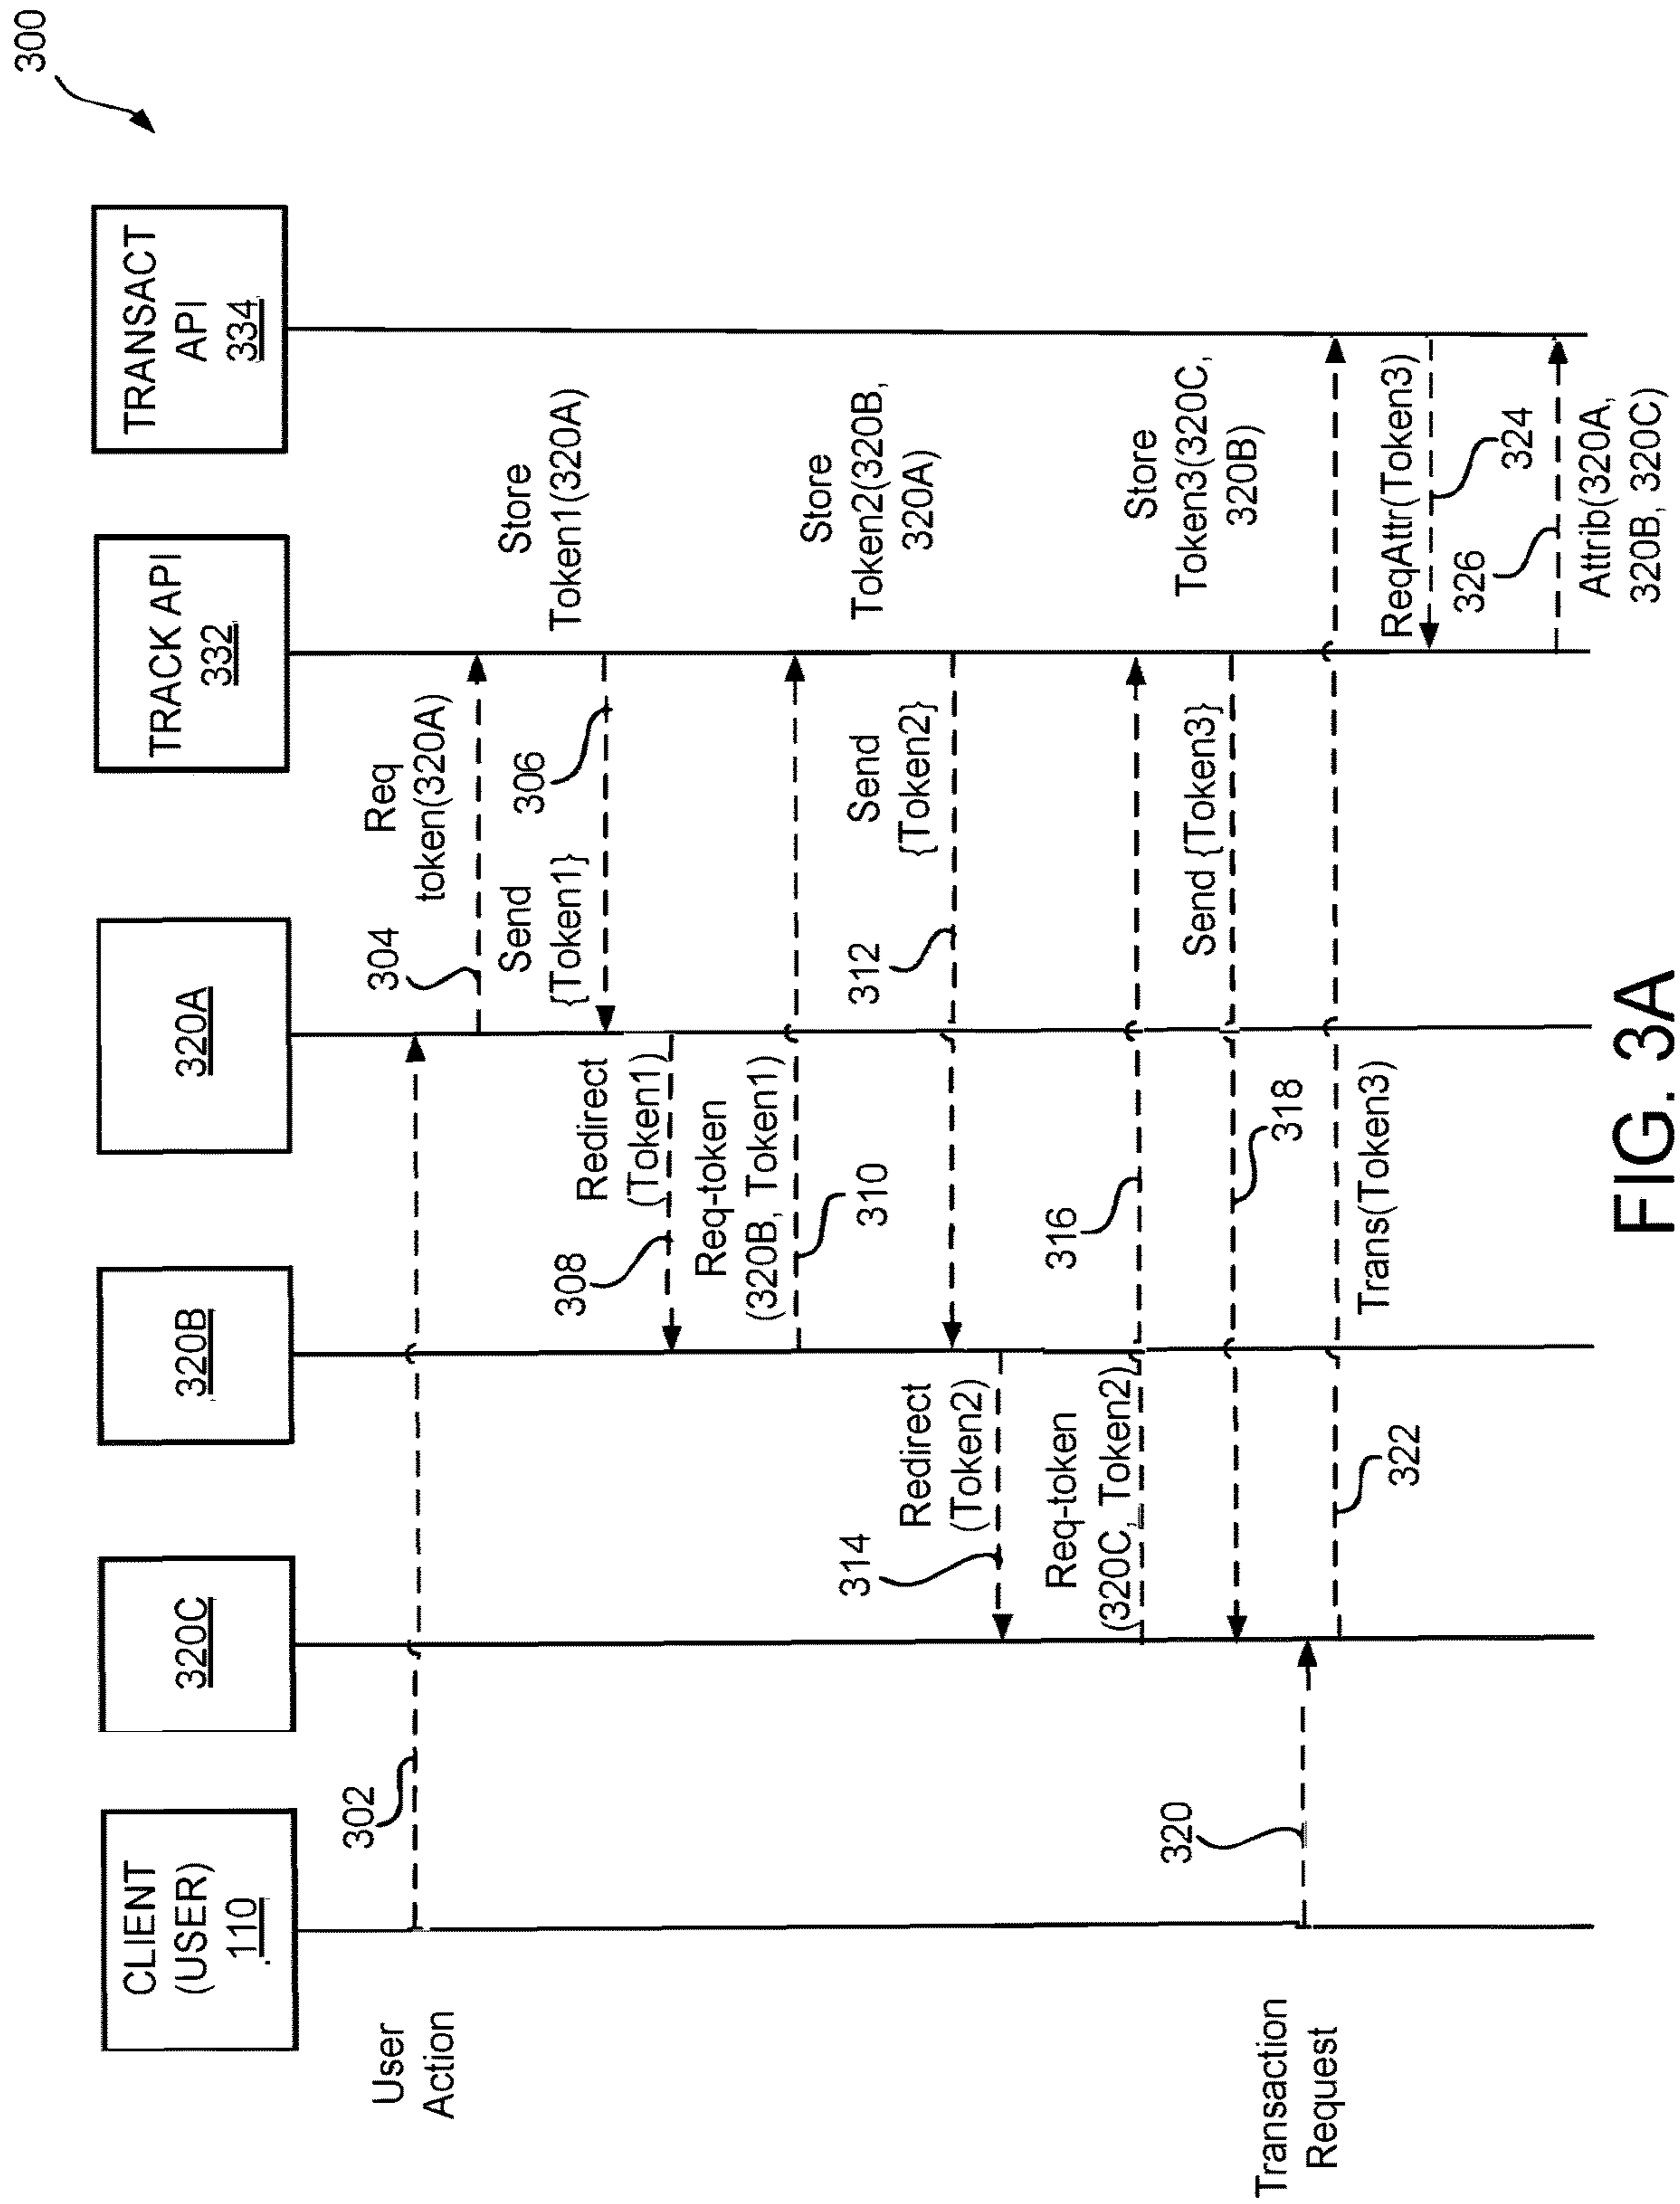 300
CLIENT
(USER)
110
320C
320B
320A
TRACK API
332
TRANSACT
API
334
User
Action
302
304
Req
token(320A)
Send
{Token1}
306
Store
Token1(320A)
308
Redirect
(Token1)
Req-token
(320B, Token1)
310
Store
Token2(320B,
320A)
312
Send
{Token2}
314
Redirect
(Token2)
Req-token
(320C, Token2)
316
Store
Token3(320C,
320B)
Send {Token3}
318
Transaction
Request
320
322
Trans(Token3)
ReqAttr(Token3)
324
326
Attrib(320A,
320B, 320C)
FIG. 3A